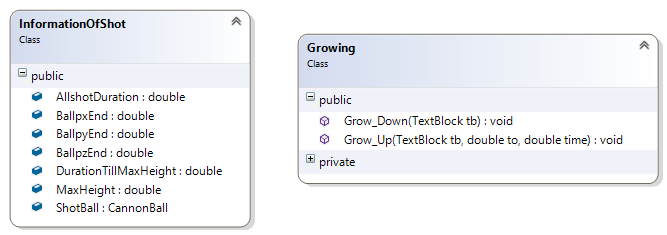 InformationOfShot
Class
public
AllshotDuration : double
BallpxEnd : double
BallpyEnd : double
BallpzEnd : double
DurationTillMaxHeight : double
MaxHeight : double
ShotBall : CannonBall
Growing
Class
public
Grow_Down(TextBlock tb) : void
Grow_Up(TextBlock tb, double to, double time) : void
private